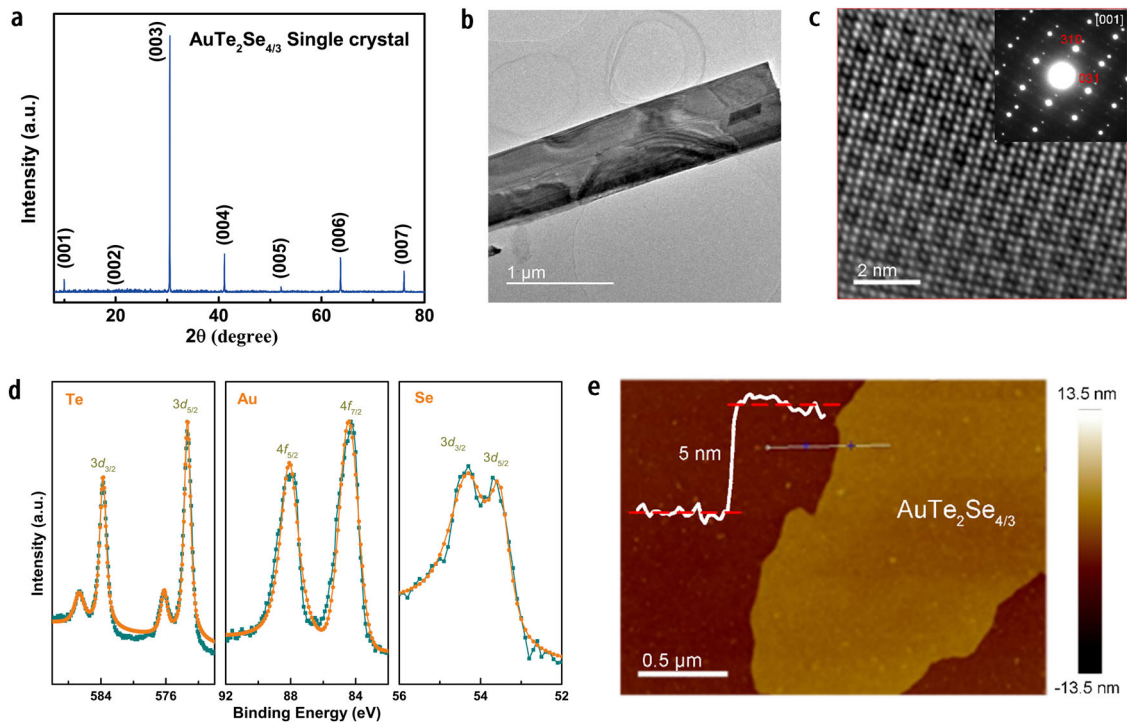 a
AuTe2Se4/3 Single crystal
Intensity (a.u.)
(001)
(002)
(003)
(004)
(005)
(006)
(007)
20
40
60
80
2θ (degree)
b
1 μm
c
[001]
310
031
2 nm
d
Te
3d3/2
3d5/2
Au
4f5/2
4f7/2
Se
3d3/2
3d5/2
Intensity (a.u.)
584
576
92
88
84
56
54
52
Binding Energy (eV)
e
5 nm
AuTe2Se4/3
0.5 μm
13.5 nm
-13.5 nm